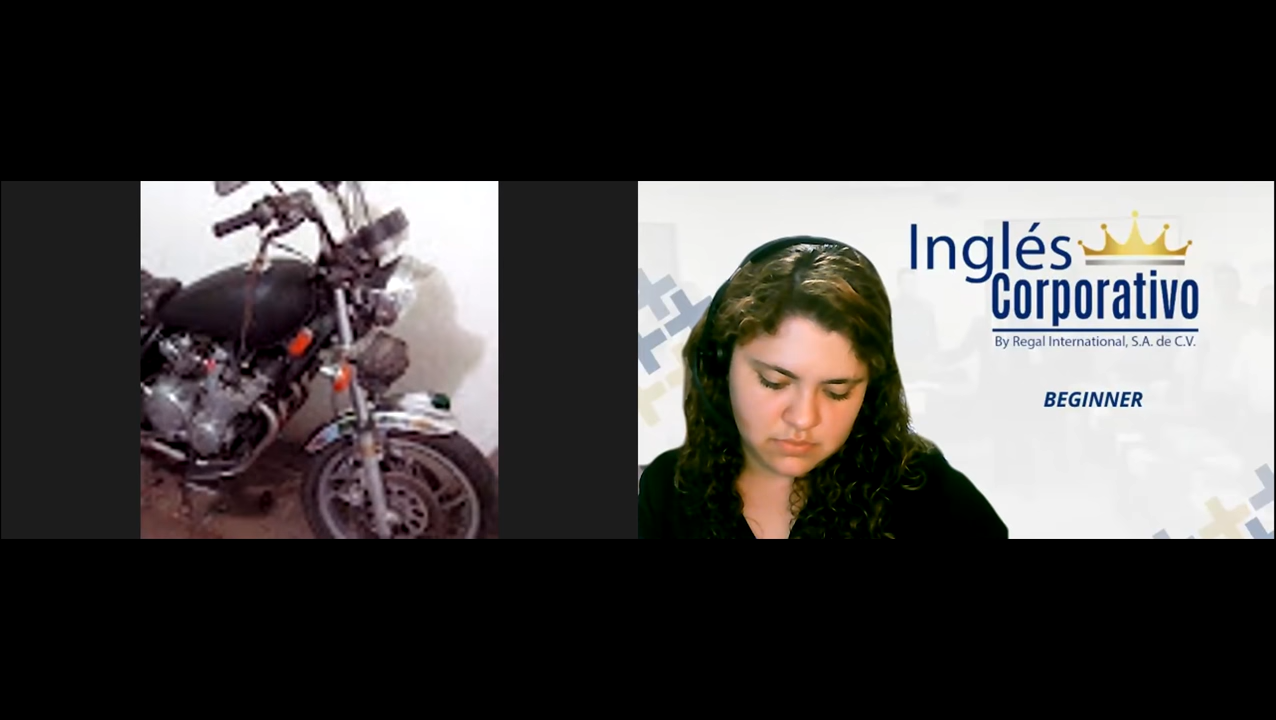 Inglés
Corporativo
By Regal International, S.A. de C.V.
BEGINNER